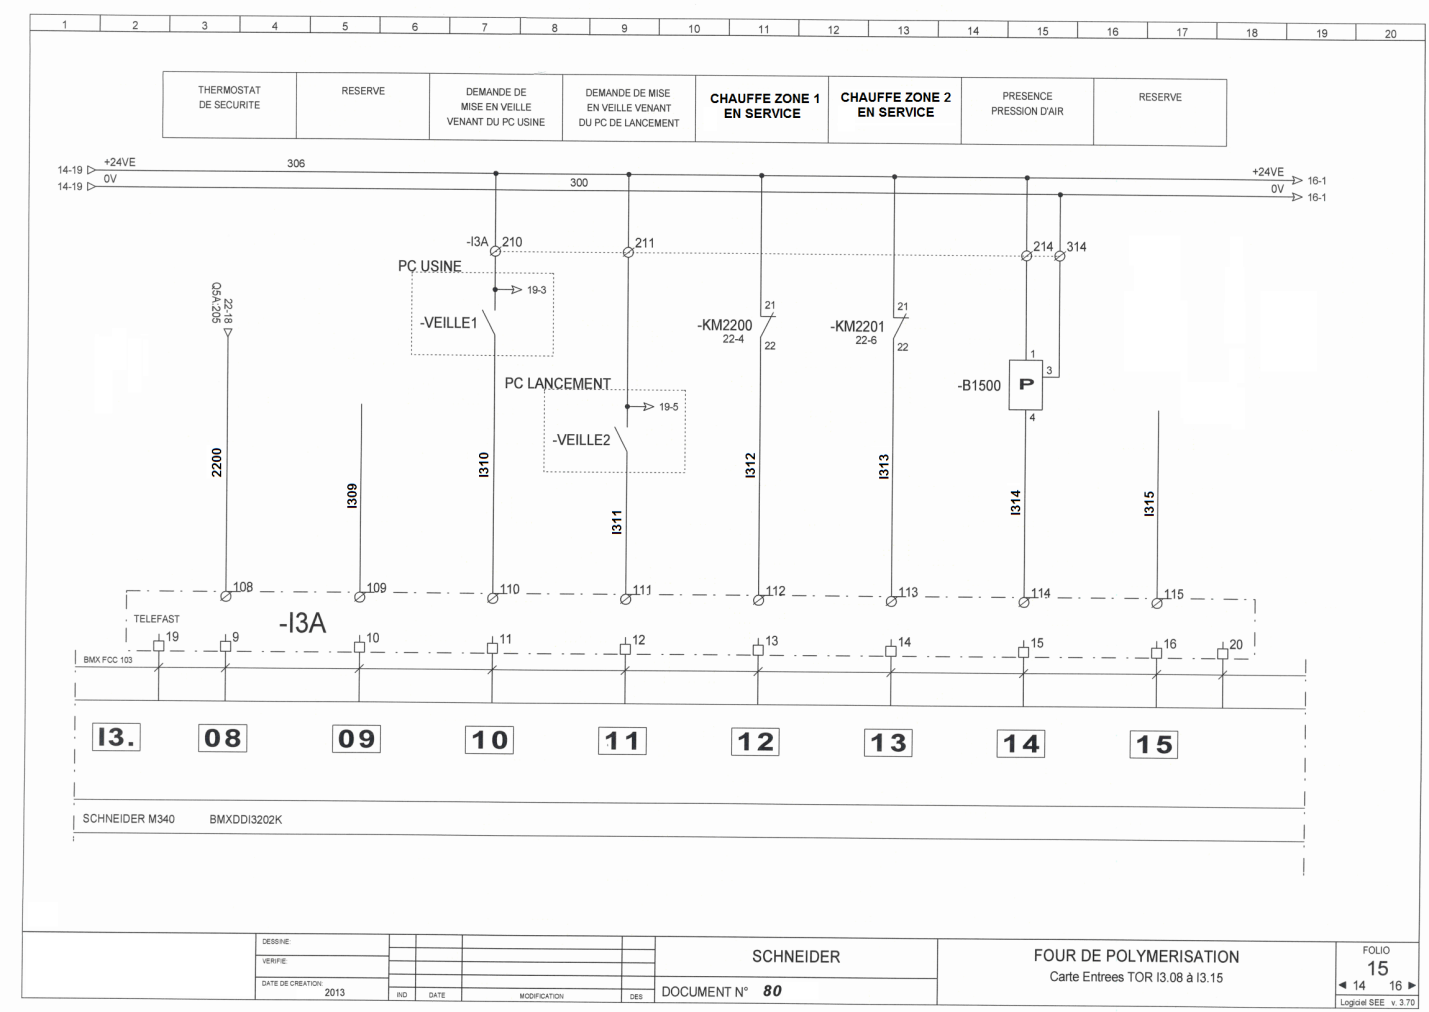 1 2 3 4 5 6 7 8 9 10 11 12 13 14 15 16 17 18 19 20
THERMOSTAT
DE SECURITE
RESERVE
DEMANDE DE
MISE EN VEILLE
VENANT DU PC USINE
DEMANDE DE MISE
EN VEILLE VENANT
DU PC DE LANCEMENT
CHAUFFE ZONE 1
EN SERVICE
CHAUFFE ZONE 2
EN SERVICE
PRESENCE
PRESSION D'AIR
RESERVE
14-19 +24VE 306 +24VE 16-1
14-19 0V 300 0V 16-1
-I3A 210 211 214 314
PC USINE
19-3
22-18
Q5A:205
-VEILLE1
21
-KM2200
22-4
22
21
-KM2201
22-6
22
1
3
-B1500 P
4
PC LANCEMENT
19-5
-VEILLE2
2200
I309
I310
I311
I312
I313
I314
I315
108 109 110 111 112 113 114 115
TELEFAST
-I3A
19 9 10 11 12 13 14 15 16 20
BMX FCC 103
I3. 08 09 10 11 12 13 14 15
SCHNEIDER M340 BMXDDI3202K
DESSINE:
VERIFIE:
DATE DE CREATION:
2013
IND DATE MODIFICATION DES
SCHNEIDER
DOCUMENT N° 80
FOUR DE POLYMERISATION
Carte Entrees TOR I3.08 à I3.15
FOLIO
15
14 16
Logiciel SEE v. 3.70